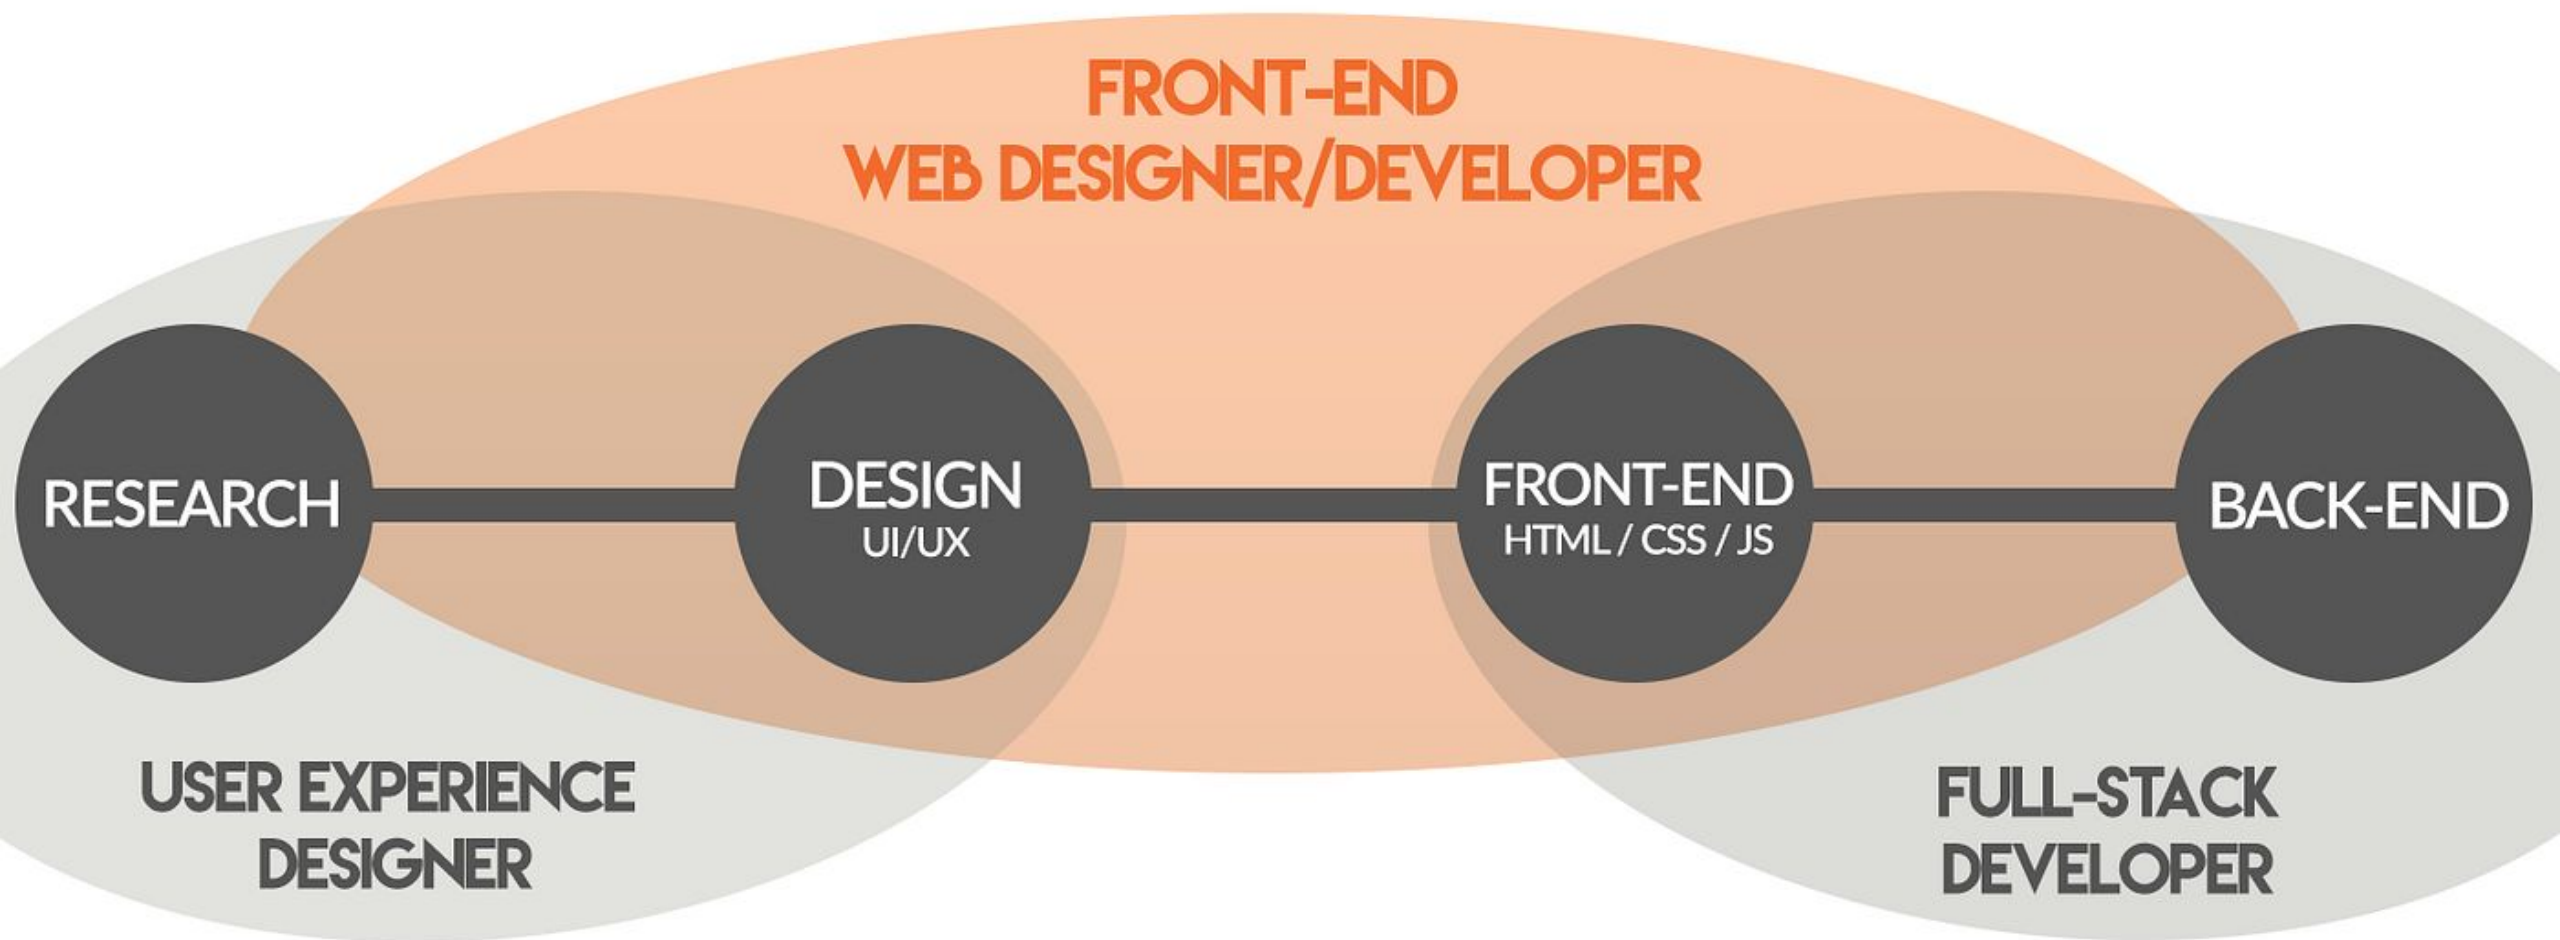 FRONT-END
WEB DESIGNER/DEVELOPER
RESEARCH
DESIGN
UI/UX
FRONT-END
HTML / CSS / JS
BACK-END
USER EXPERIENCE
DESIGNER
FULL-STACK
DEVELOPER